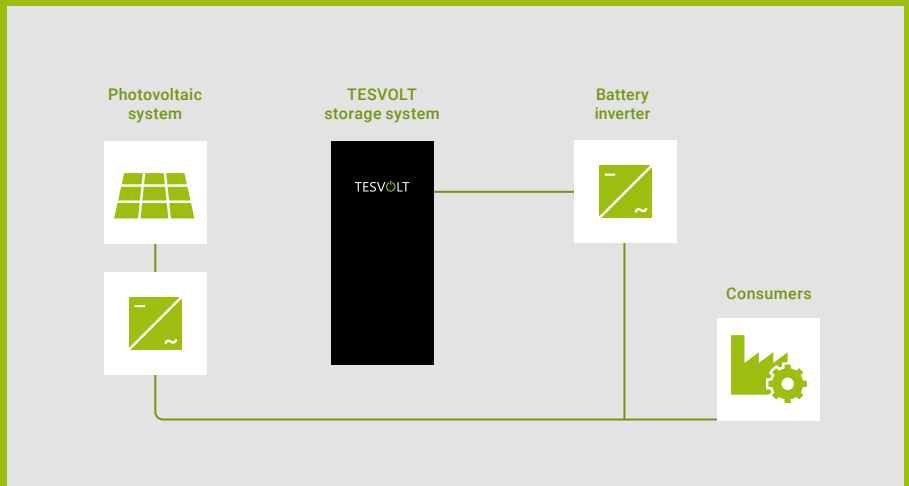 Photovoltaic
system
TESVOLT
storage system
Battery
inverter
TESVOLT
Consumers